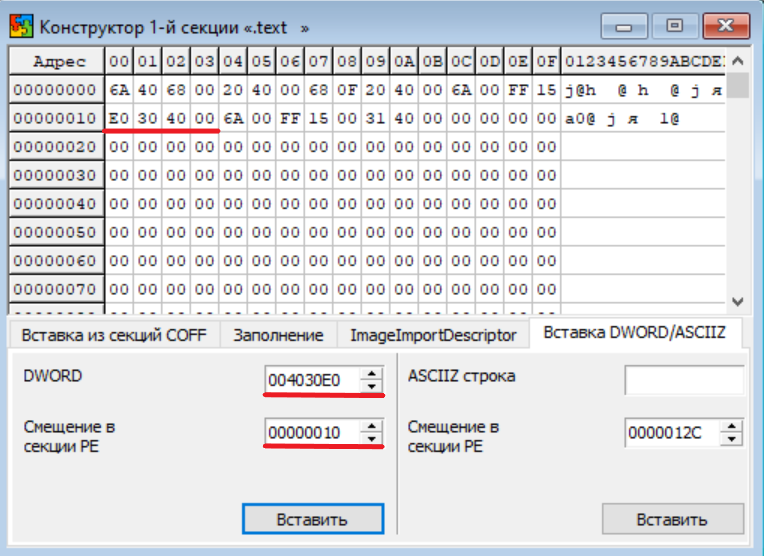 Конструктор 1-й секции «.text »
Адрес 00 01 02 03 04 05 06 07 08 09 0A 0B 0C 0D 0E 0F 0123456789ABCDE
00000000 6A 40 68 00 20 40 00 68 0F 20 40 00 6A 00 FF 15 j@h @ h @ j я
00000010 E0 30 40 00 6A 00 FF 15 00 31 40 00 00 00 00 00 а0@ j я 1@
00000020 00 00 00 00 00 00 00 00 00 00 00 00 00 00 00 00
00000030 00 00 00 00 00 00 00 00 00 00 00 00 00 00 00 00
00000040 00 00 00 00 00 00 00 00 00 00 00 00 00 00 00 00
00000050 00 00 00 00 00 00 00 00 00 00 00 00 00 00 00 00
00000060 00 00 00 00 00 00 00 00 00 00 00 00 00 00 00 00
00000070 00 00 00 00 00 00 00 00 00 00 00 00 00 00 00 00
Вставка из секций COFF Заполнение ImageImportDescriptor Вставка DWORD/ASCIIZ
DWORD 004030E0 ASCIIZ строка
Смещение в секции PE 00000010 Смещение в секции PE 0000012C
Вставить Вставить